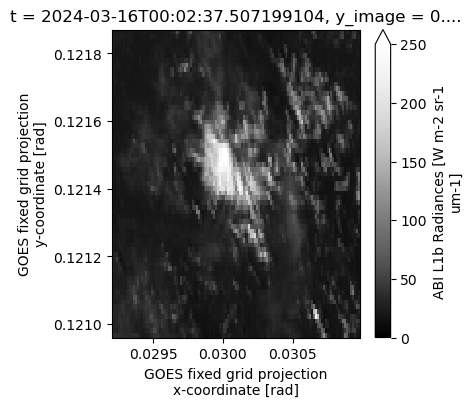 t = 2024-03-16T00:02:37.507199104, y_image = 0....
0.1218
0.1216
0.1214
0.1212
0.1210
GOES fixed grid projection
y-coordinate [rad]
0.0295 0.0300 0.0305
GOES fixed grid projection
x-coordinate [rad]
250
200
150
100
50
0
ABI L1b Radiances [W m-2 sr-1
um-1]